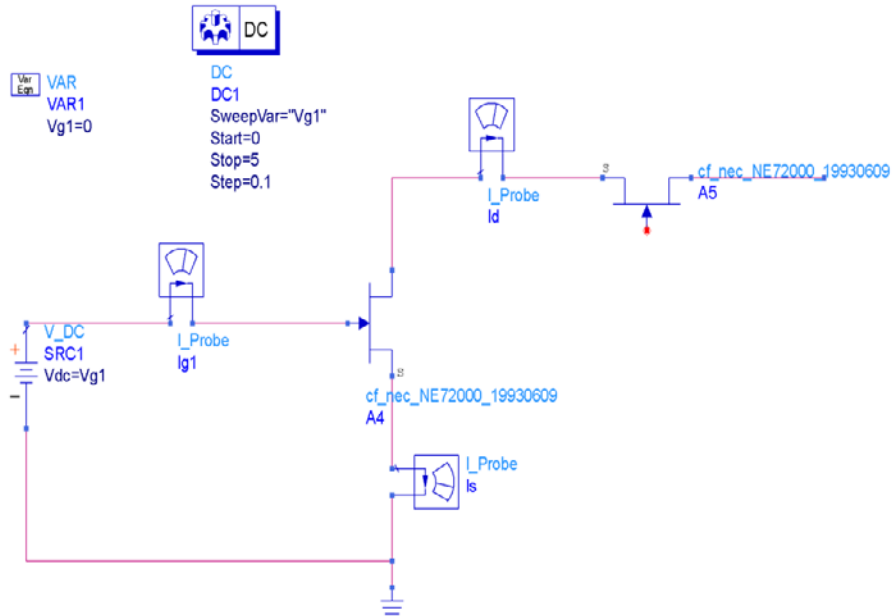 DC
DC
DC1
SweepVar="Vg1"
Start=0
Stop=5
Step=0.1
Var
Eqn
VAR
VAR1
Vg1=0
I_Probe
Id
S
cf_nec_NE72000_19930609
A5
I_Probe
Ig1
+
V_DC
SRC1
Vdc=Vg1
–
S
cf_nec_NE72000_19930609
A4
I_Probe
Is